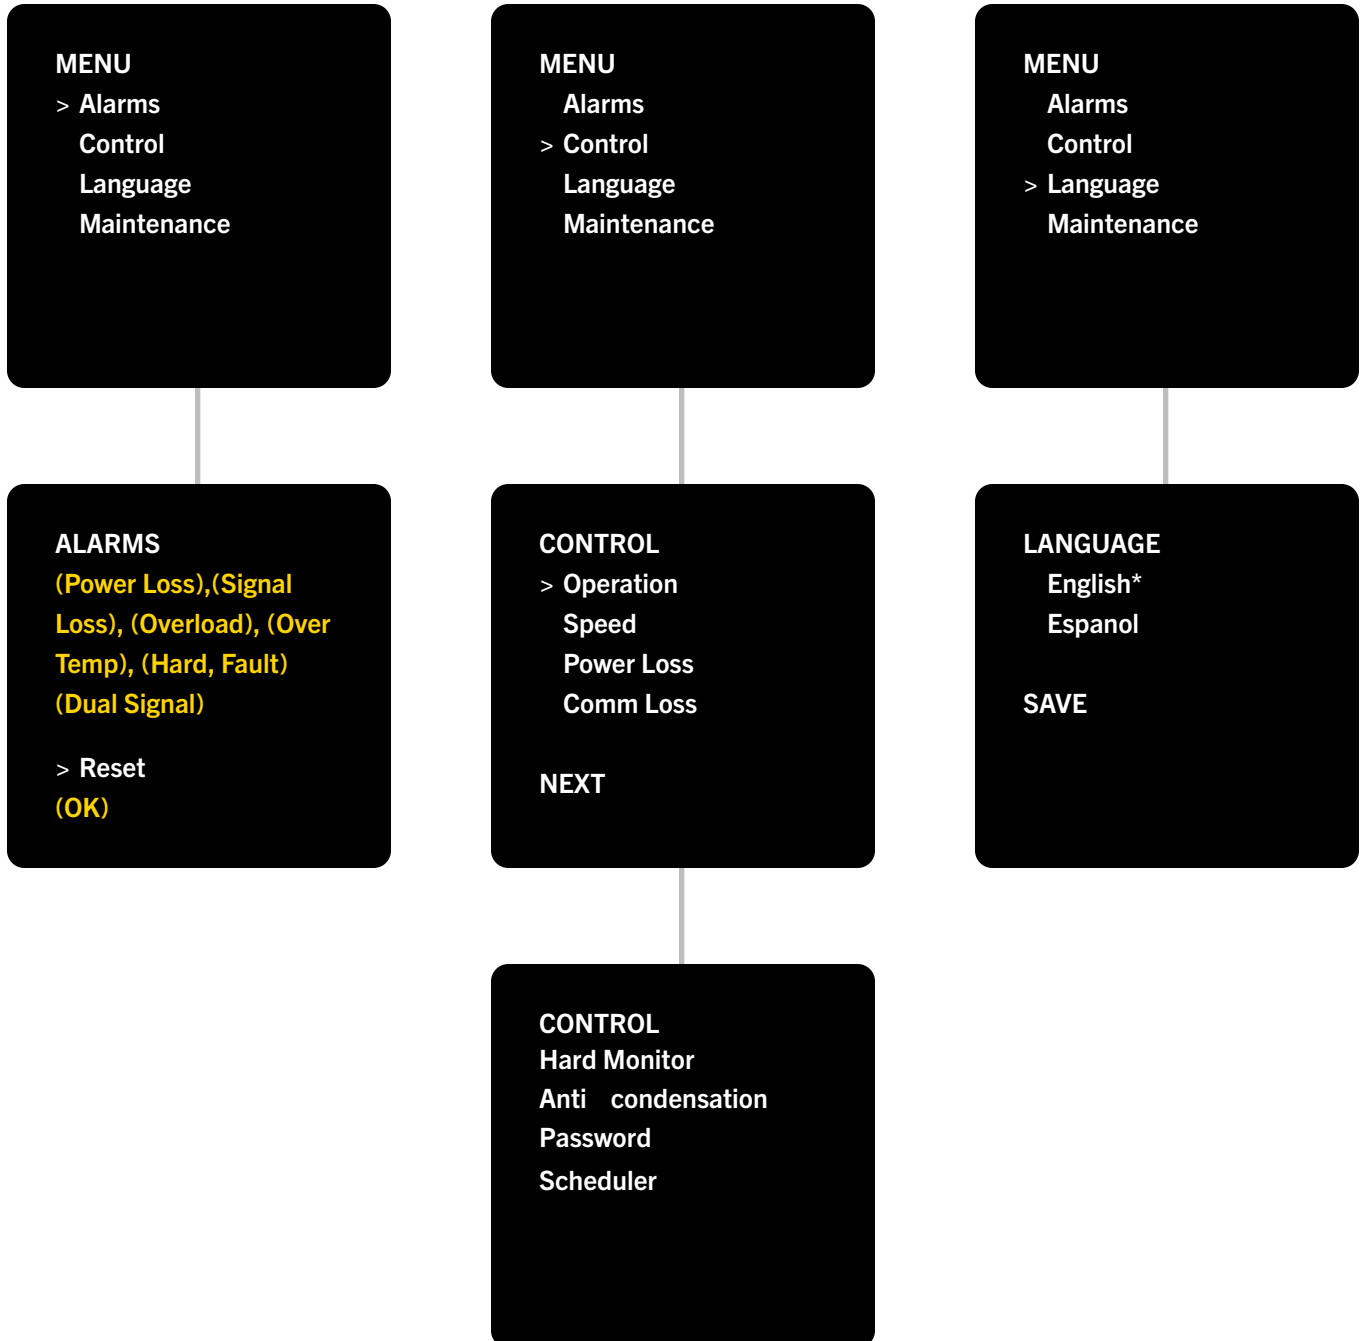 MENU
> Alarms
Control
Language
Maintenance
MENU
Alarms
> Control
Language
Maintenance
MENU
Alarms
Control
> Language
Maintenance
ALARMS
(Power Loss),(Signal
Loss), (Overload), (Over
Temp), (Hard, Fault)
(Dual Signal)
> Reset
(OK)
CONTROL
> Operation
Speed
Power Loss
Comm Loss
NEXT
LANGUAGE
English*
Espanol
SAVE
CONTROL
Hard Monitor
Anti condensation
Password
Scheduler